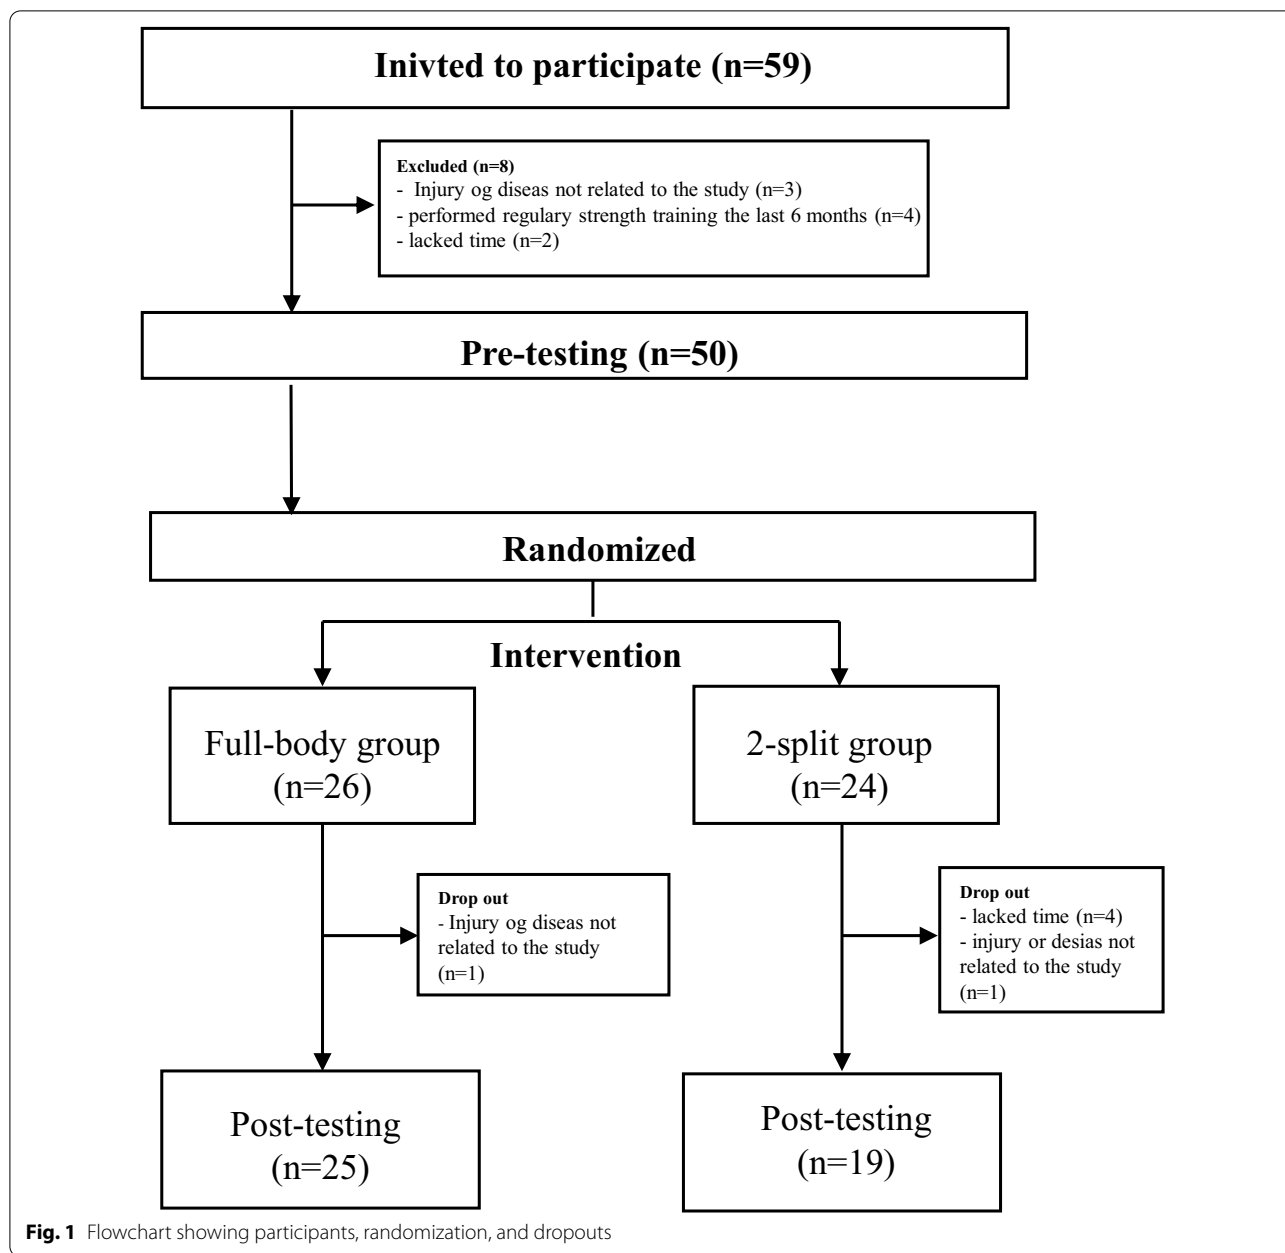 Inivted to participate (n=59)
Excluded (n=8)
- Injury og diseas not related to the study (n=3)
- performed regulary strength training the last 6 months (n=4)
- lacked time (n=2)
Pre-testing (n=50)
Randomized
Intervention
Full-body group
(n=26)
2-split group
(n=24)
Drop out
- Injury og diseas not
related to the study
(n=1)
Drop out
- lacked time (n=4)
- injury or desias not
related to the study
(n=1)
Post-testing
(n=25)
Post-testing
(n=19)
Fig. 1 Flowchart showing participants, randomization, and dropouts